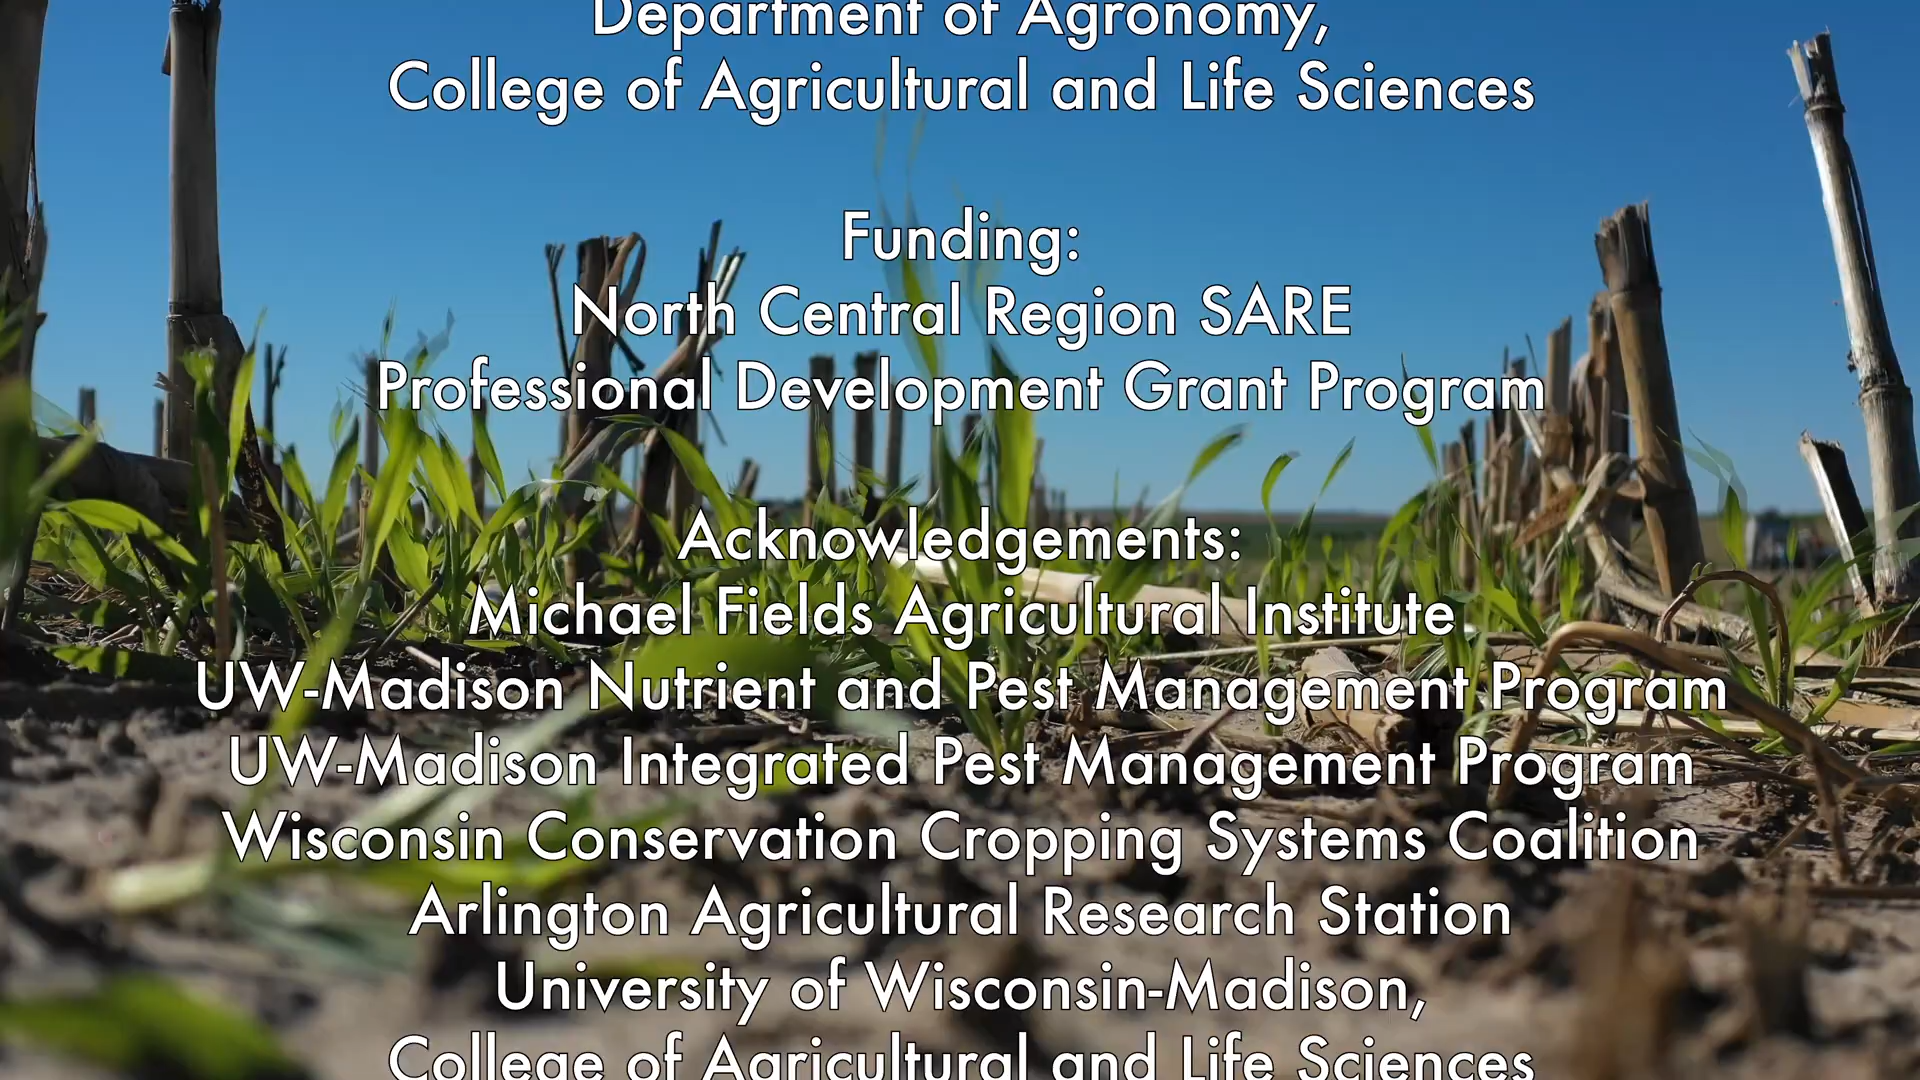 Department of Agronomy,
College of Agricultural and Life Sciences
Funding:
North Central Region SARE
Professional Development Grant Program
Acknowledgements:
Michael Fields Agricultural Institute
UW-Madison Nutrient and Pest Management Program
UW-Madison Integrated Pest Management Program
Wisconsin Conservation Cropping Systems Coalition
Arlington Agricultural Research Station
University of Wisconsin-Madison,
College of Agricultural and Life Sciences